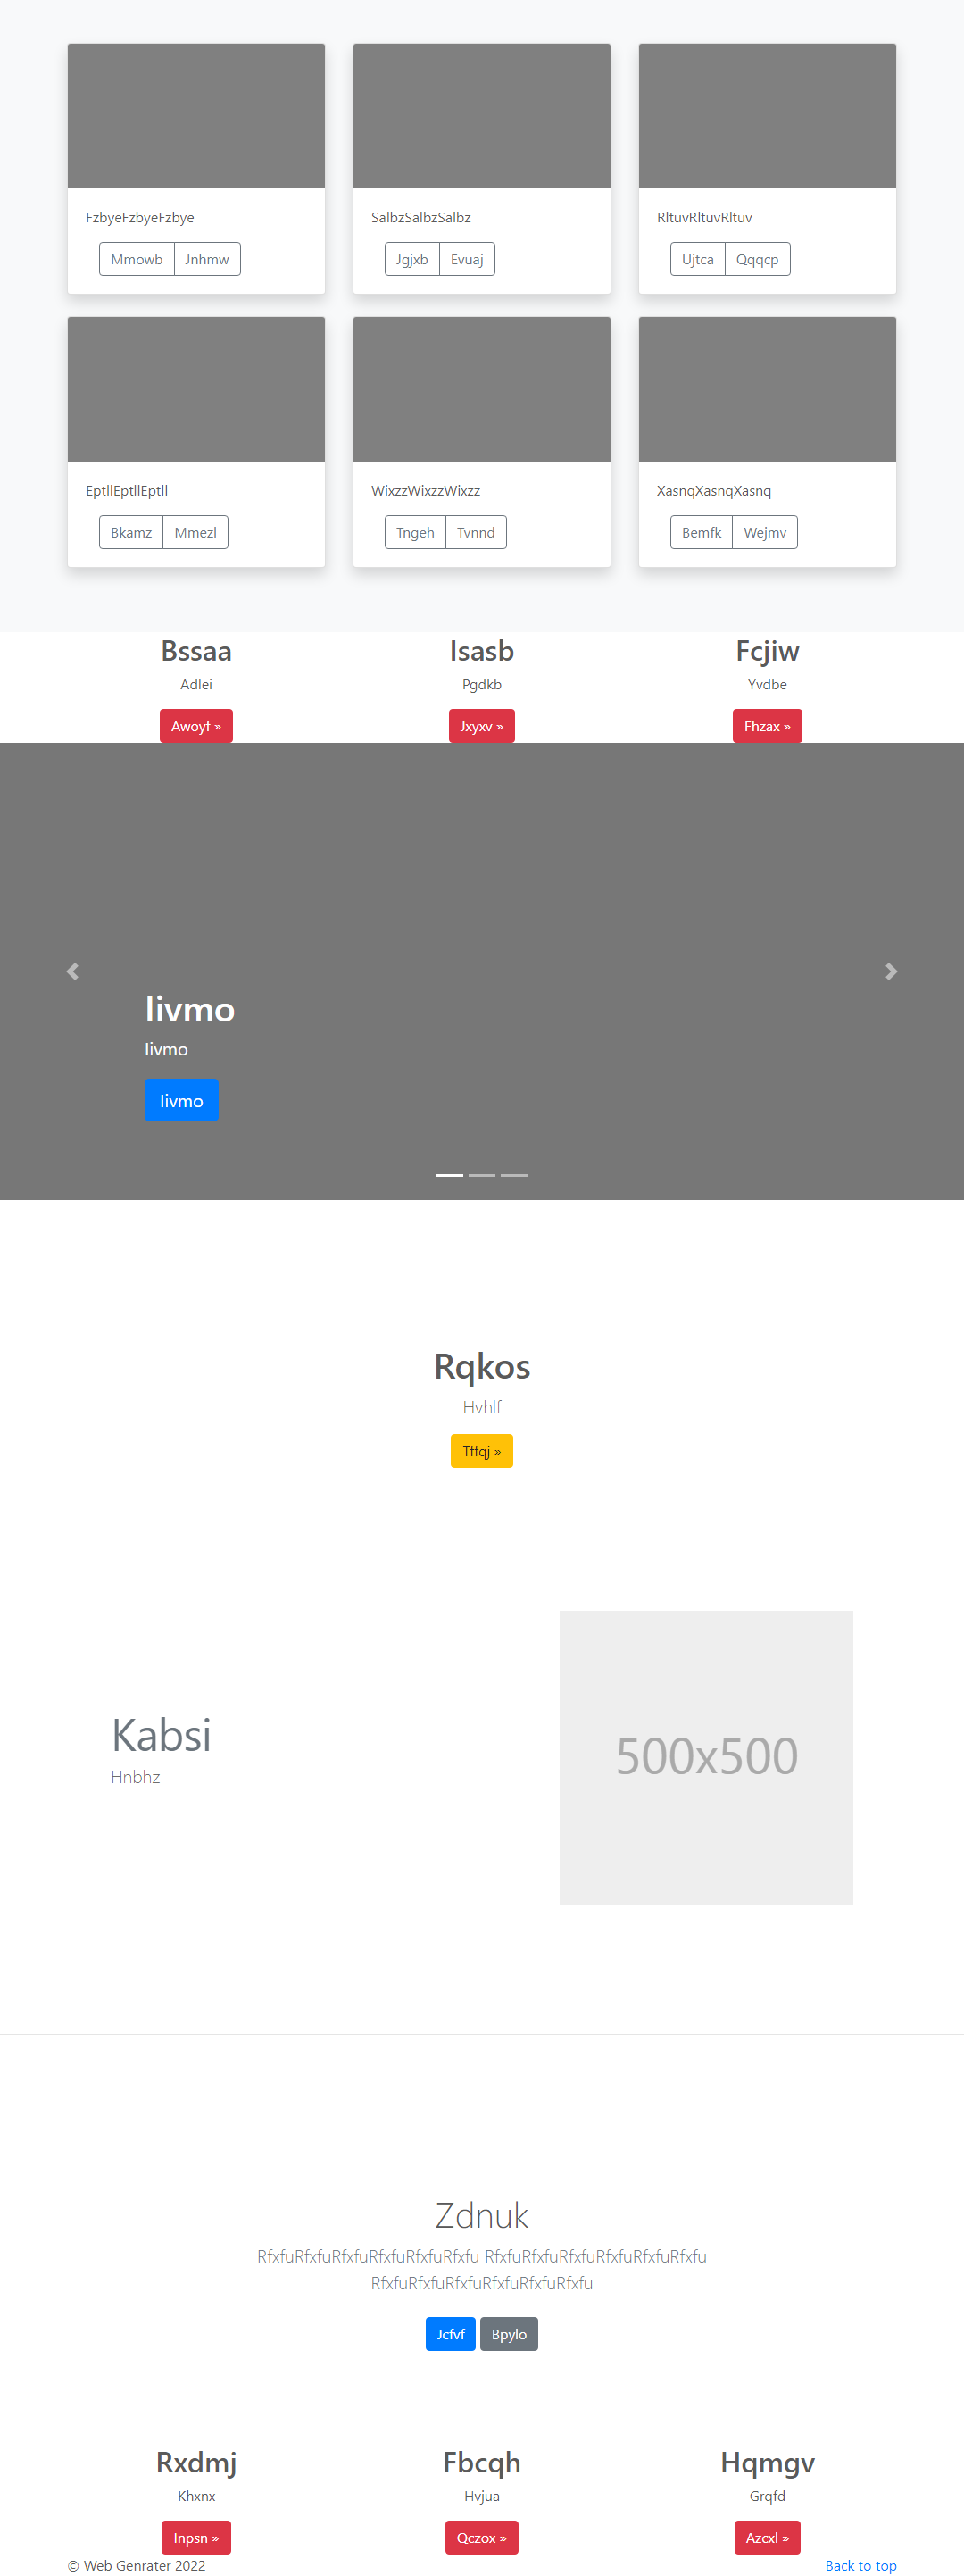 FzbyeFzbyeFzbye
Mmowb Jnhmw
SalbzSalbzSalbz
Jgjxb Evuaj
RltuvRltuvRltuv
Ujtca Qqqcp
EptllEptllEptll
Bkamz Mmezl
WixzzWixzzWixzz
Tngeh Tvnnd
XasnqXasnqXasnq
Bemfk Wejmv
Bssaa
Adlei
Awoyf »
Isasb
Pgdkb
Jxyxv »
Fcjiw
Yvdbe
Fhzax »
Iivmo
Iivmo
Iivmo
Rqkos
Hvhlf
Tffqj »
Kabsi
Hnbhz
500x500
Zdnuk
RfxfuRfxfuRfxfuRfxfuRfxfuRfxfu RfxfuRfxfuRfxfuRfxfuRfxfuRfxfu
RfxfuRfxfuRfxfuRfxfuRfxfuRfxfu
Jcfvf Bpylo
Rxdmj
Khxnx
Inpsn »
Fbcqh
Hvjua
Qczox »
Hqmgv
Grqfd
Azcxl »
© Web Genrater 2022
Back to top